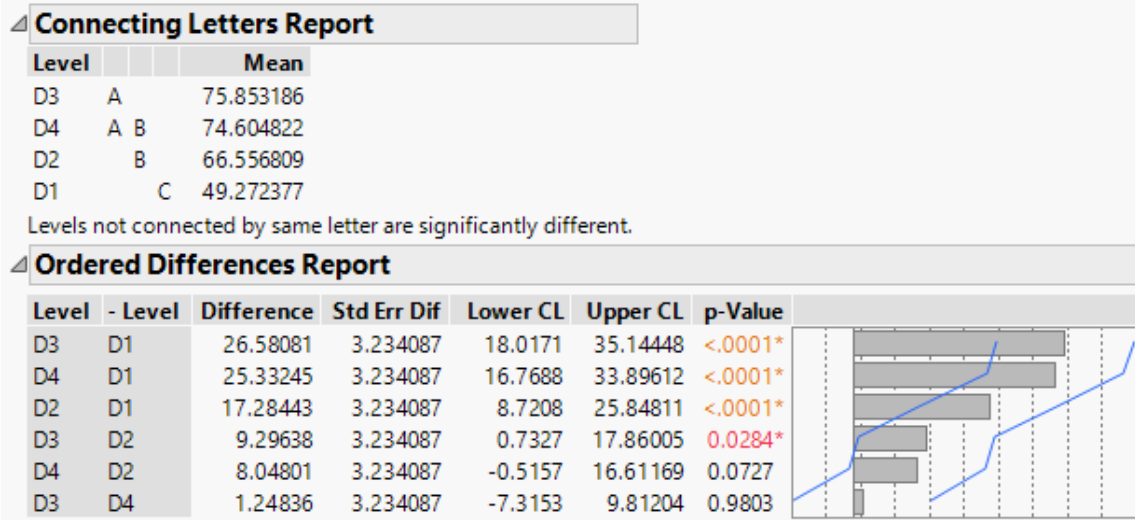 Connecting Letters Report
Level Mean
D3 A 75.853186
D4 A B 74.604822
D2 B 66.556809
D1 C 49.272377
Levels not connected by same letter are significantly different.
Ordered Differences Report
Level - Level Difference Std Err Dif Lower CL Upper CL p-Value
D3 D1 26.58081 3.234087 18.0171 35.14448 <.0001*
D4 D1 25.33245 3.234087 16.7688 33.89612 <.0001*
D2 D1 17.28443 3.234087 8.7208 25.84811 <.0001*
D3 D2 9.29638 3.234087 0.7327 17.86005 0.0284*
D4 D2 8.04801 3.234087 -0.5157 16.61169 0.0727
D3 D4 1.24836 3.234087 -7.3153 9.81204 0.9803